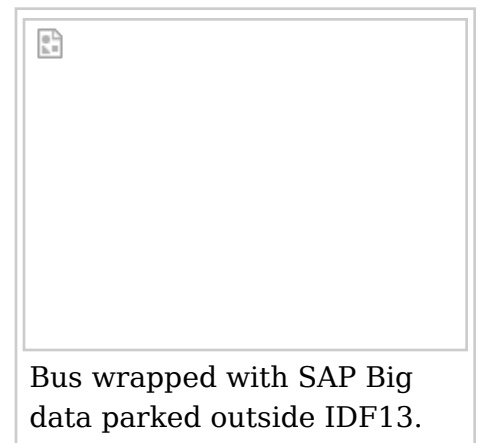 Bus wrapped with SAP Big
data parked outside IDF13.